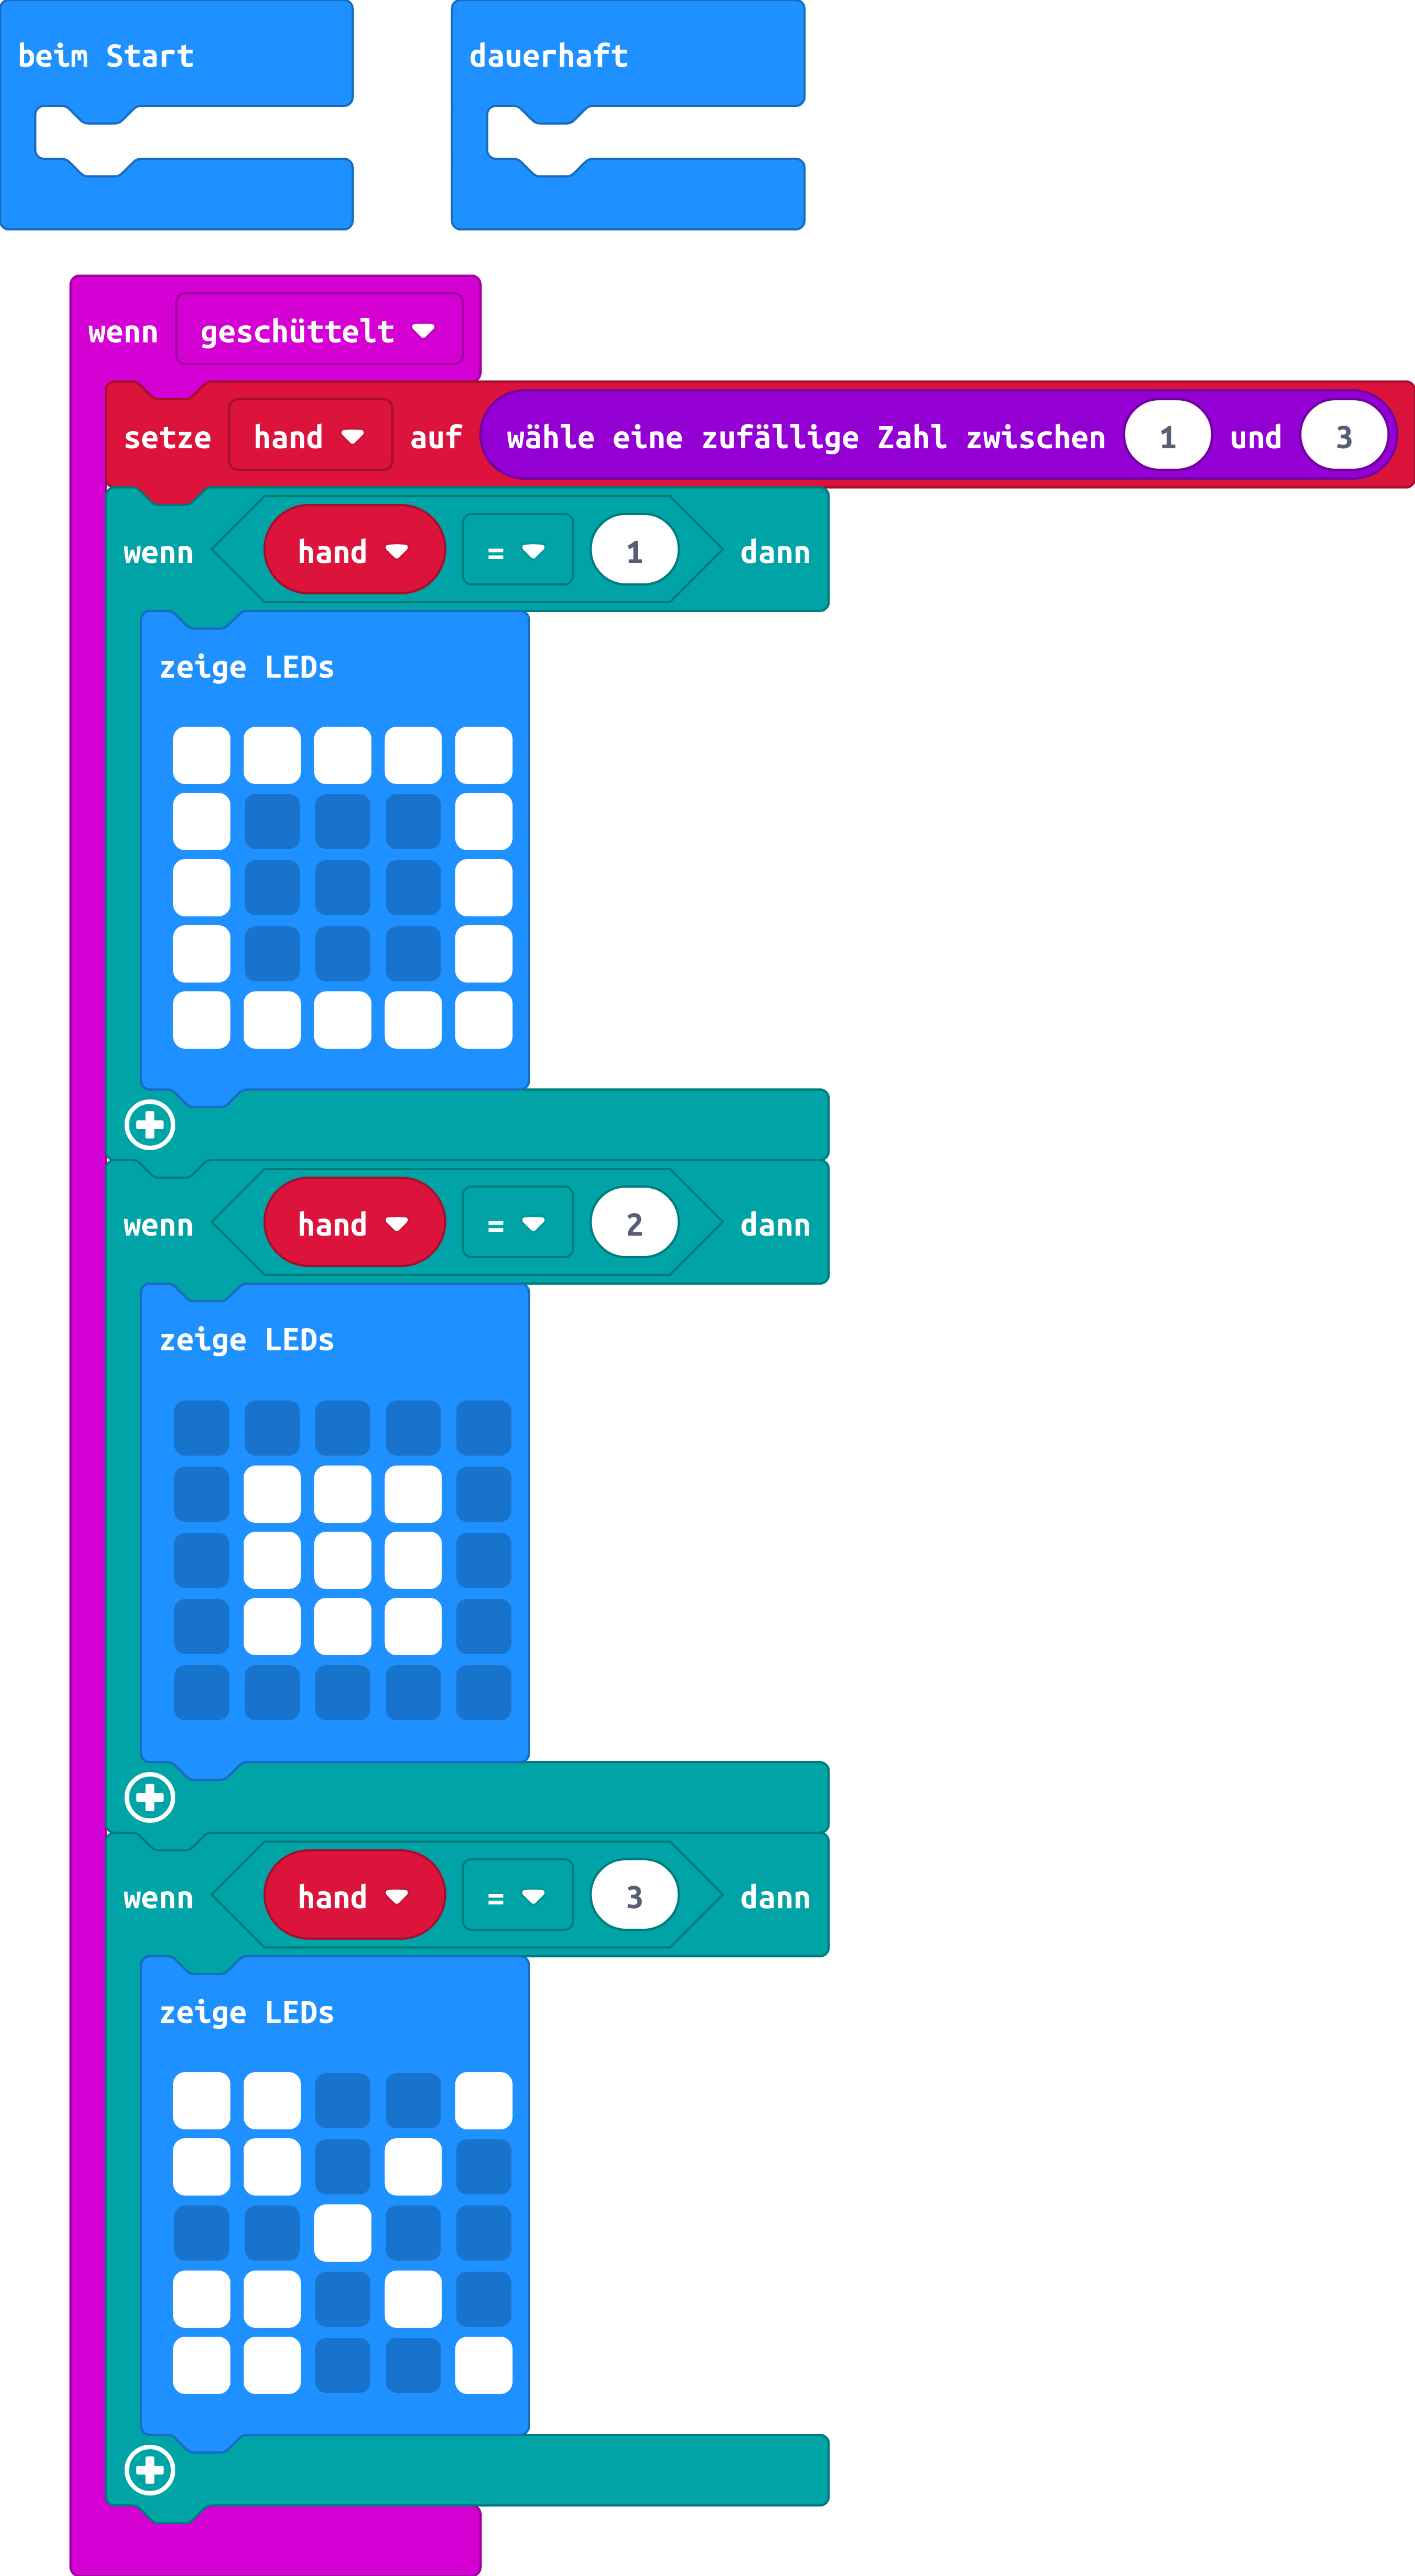 beim Start
dauerhaft
wenn geschüttelt
setze hand auf wähle eine zufällige Zahl zwischen 1 und 3
wenn hand = 1 dann
zeige LEDs
wenn hand = 2 dann
zeige LEDs
wenn hand = 3 dann
zeige LEDs